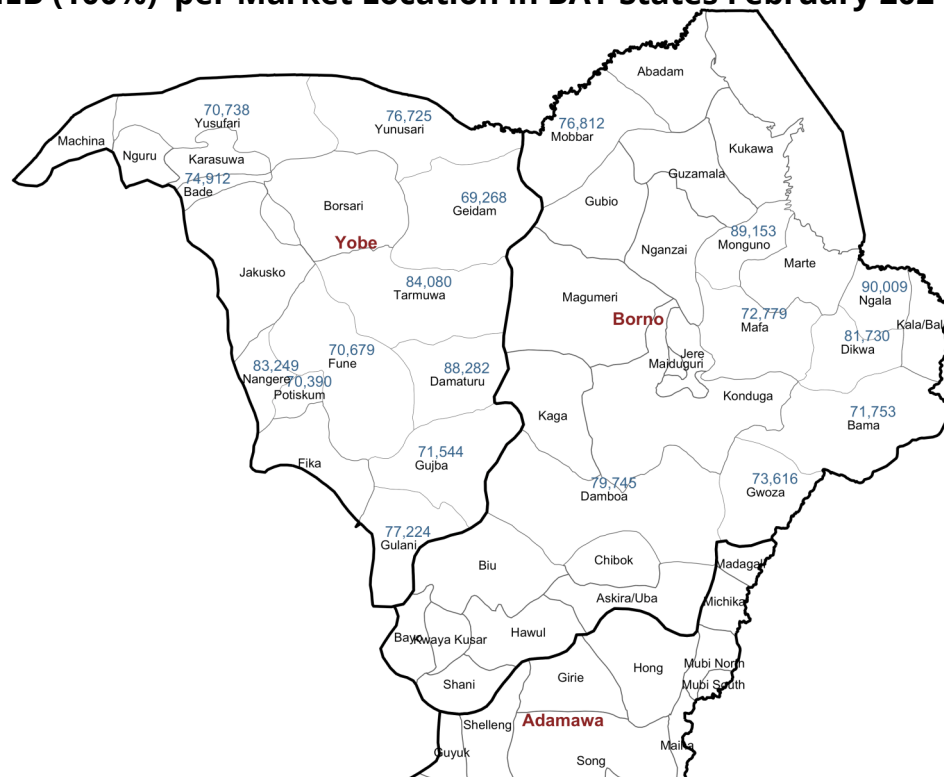 (100%) per Market Location in BAY States February 202
Abadam
70,738
Yusufari
76,725
Yunusari
76,812
Mobbar
Machina
Nguru
Karasuwa
Kukawa
74,912
Bade
Guzamala
69,268
Geidam
Borsari
Gubio
89,153
Monguno
Yobe
Nganzai
Marte
Jakusko
84,080
Tarmuwa
Magumeri
90,009
Ngala
Borno
72,779
Mafa
Kala/Bal
81,730
Dikwa
70,679
Fune
Jere
Maiduguri
83,249
Nangere
70,390
Potiskum
88,282
Damaturu
Konduga
Kaga
71,753
Bama
71,544
Gujba
Fika
79,745
Damboa
73,616
Gwoza
77,224
Gulani
Biu
Chibok
Madagali
Askira/Uba
Michika
Bayo
Kwaya Kusar
Hawul
Mubi North
Hong
Girie
Shani
Mubi South
Adamawa
Shelleng
Guyuk
Maiha
Song